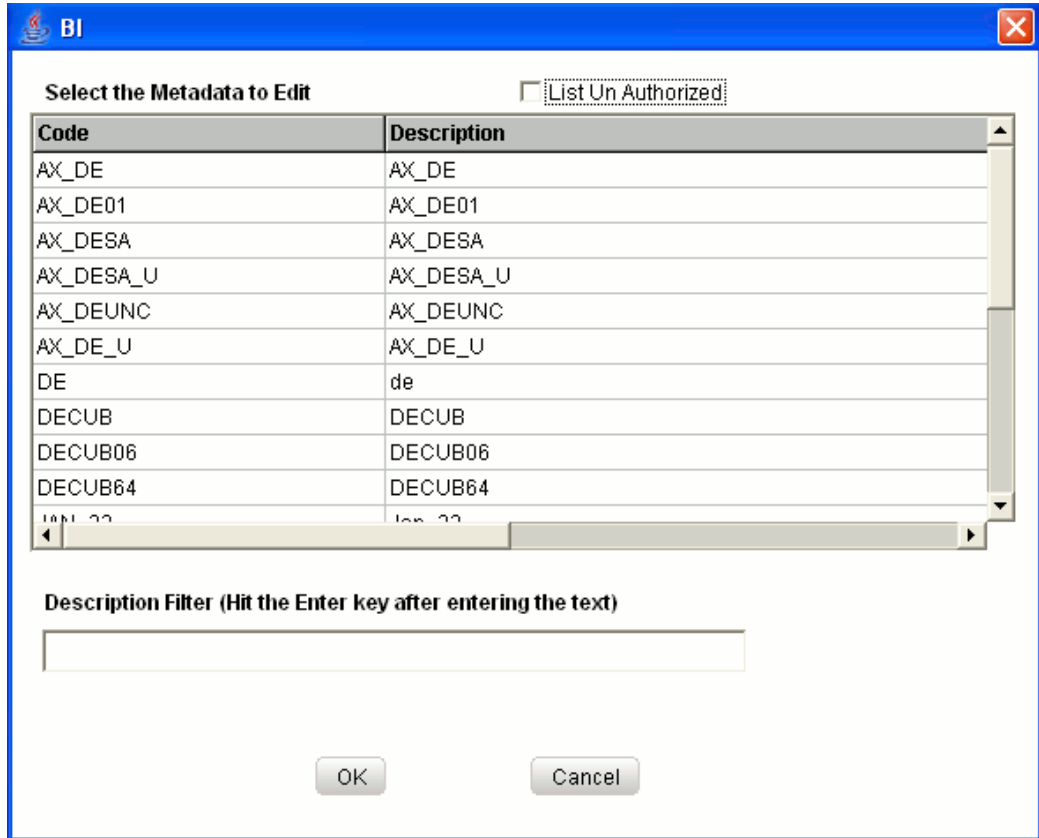 BI
Select the Metadata to Edit List Un Authorized
Code Description
AX_DE AX_DE
AX_DE01 AX_DE01
AX_DESA AX_DESA
AX_DESA_U AX_DESA_U
AX_DEUNC AX_DEUNC
AX_DE_U AX_DE_U
DE de
DECUB DECUB
DECUB06 DECUB06
DECUB64 DECUB64
Description Filter (Hit the Enter key after entering the text)
OK Cancel